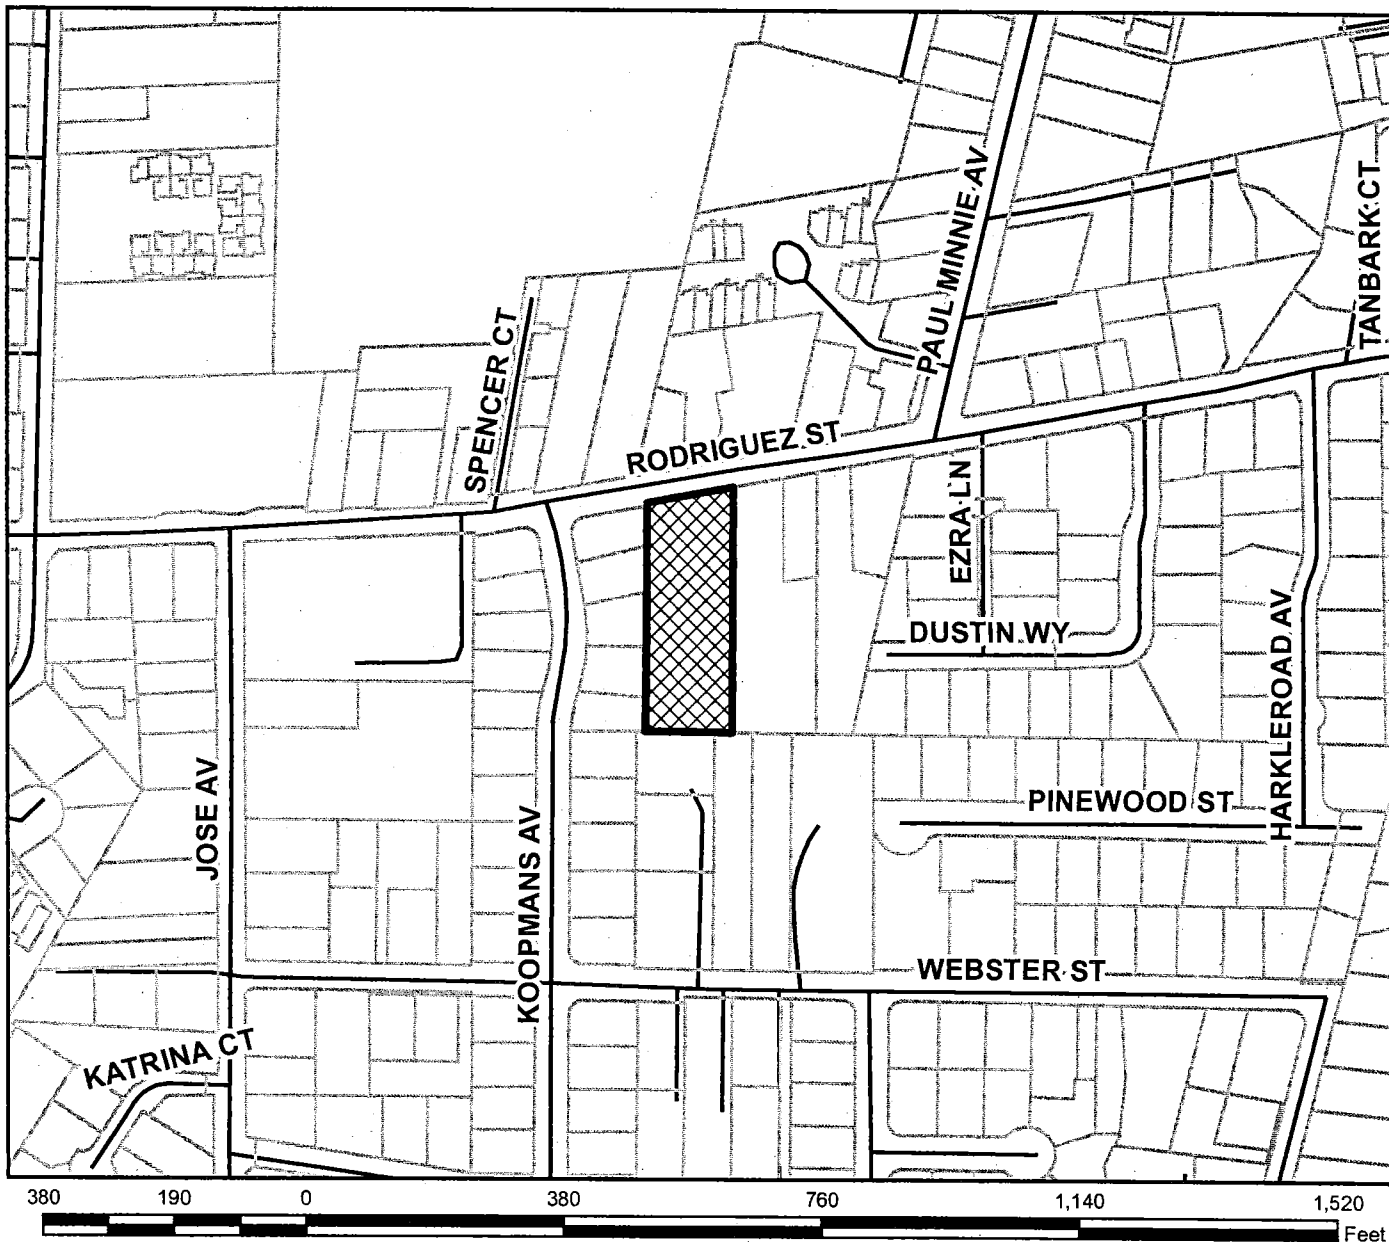 PAUL MINNIE AV
TANBARK CT
SPENCER CT
RODRIGUEZ ST
EZRA LN
DUSTIN WY
HARKLEROAD AV
JOSE AV
KOOPMANS AV
PINEWOOD ST
WEBSTER ST
KATRINA CT
380 190 0 380 760 1,140 1,520
Feet